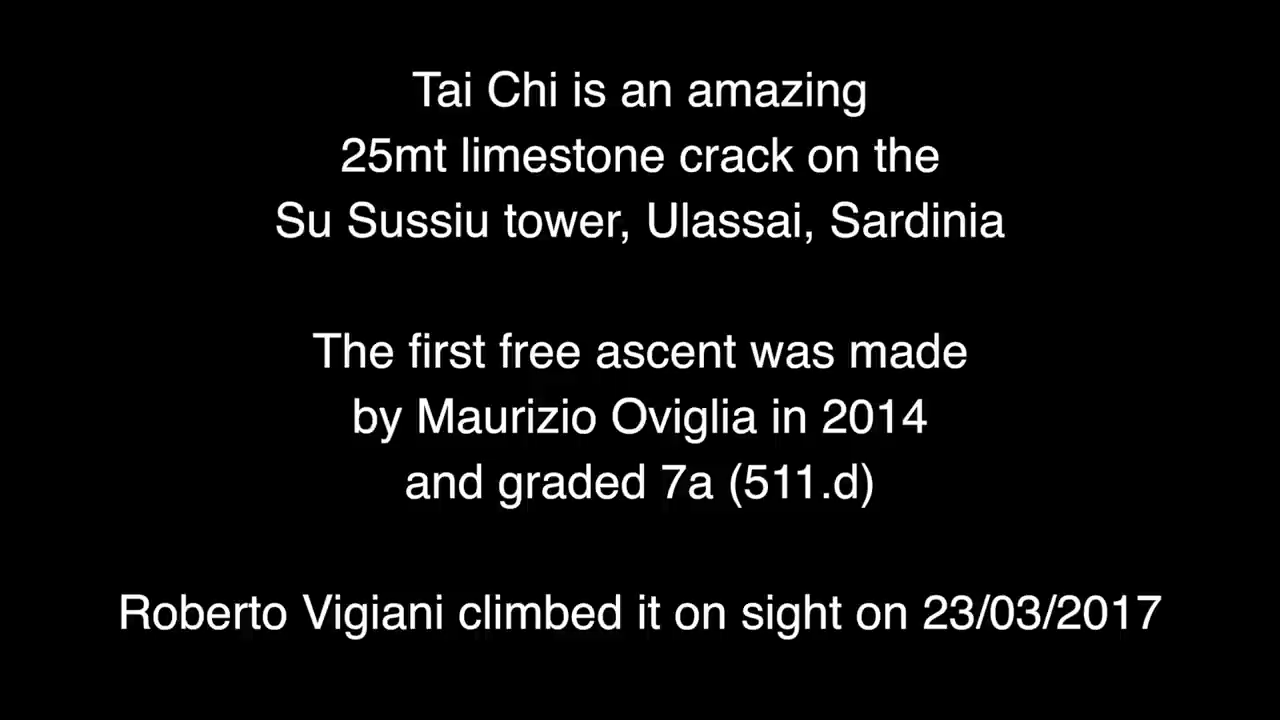 Tai Chi is an amazing
25mt limestone crack on the
Su Sussiu tower, Ulassai, Sardinia
The first free ascent was made
by Maurizio Oviglia in 2014
and graded 7a (511.d)
Roberto Vigiani climbed it on sight on 23/03/2017